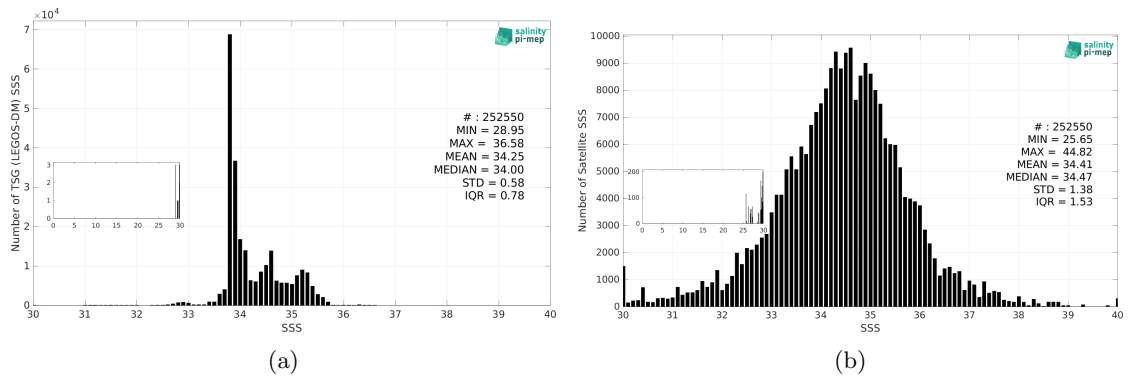 ×10⁴
7
6
5
4
3
2
1
0
Number of TSG (LEGOS-DM) SSS
salinity
pi-mep
# : 252550
MIN = 28.95
MAX = 36.58
MEAN = 34.25
MEDIAN = 34.00
STD = 0.58
IQR = 0.78
3
2
1
0
0 5 10 15 20 25 30
30 31 32 33 34 35 36 37 38 39 40
SSS
(a)
10000
9000
8000
7000
6000
5000
4000
3000
2000
1000
0
Number of Satellite SSS
salinity
pi-mep
# : 252550
MIN = 25.65
MAX = 44.82
MEAN = 34.41
MEDIAN = 34.47
STD = 1.38
IQR = 1.53
200
100
0
0 5 10 15 20 25 30
30 31 32 33 34 35 36 37 38 39 40
SSS
(b)